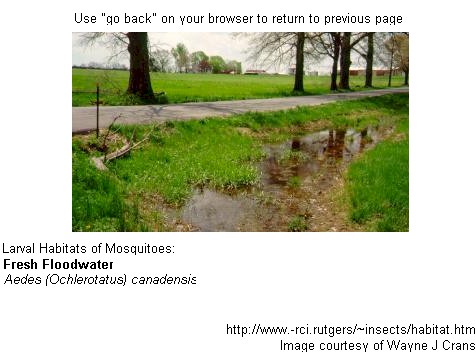 Use "go back" on your browser to return to previous page
Larval Habitats of Mosquitoes:
Fresh Floodwater
Aedes (Ochlerotatus) canadensis
http://www.-rci.rutgers/~insects/habitat.htm
Image courtesy of Wayne J Crans